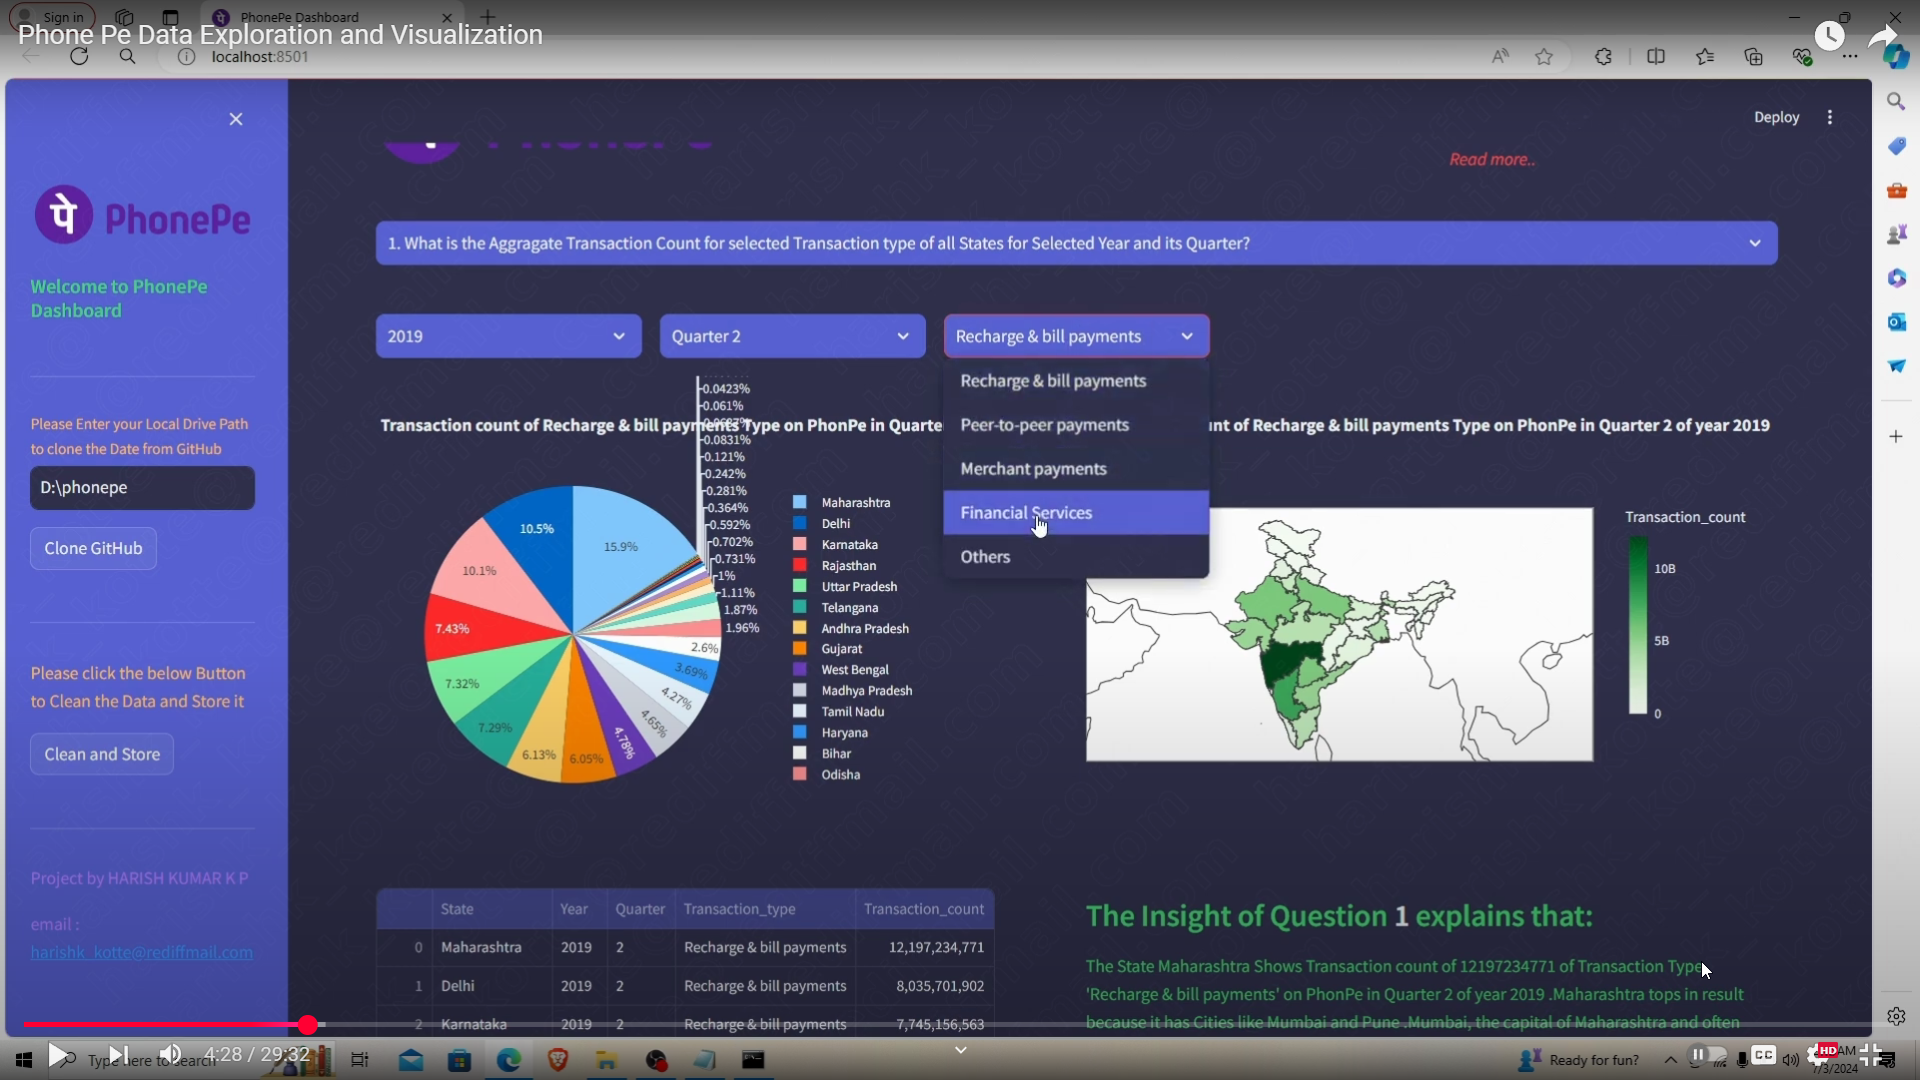 Sign in
PhonePe Dashboard
Phone Pe Data Exploration and Visualization
localhost:8501
Deploy
Read more..
पे PhonePe
Welcome to PhonePe
Dashboard
Please Enter your Local Drive Path
to clone the Date from GitHub
D:\phonepe
Clone GitHub
Please click the below Button
to Clean the Data and Store it
Clean and Store
Project by HARISH KUMAR K P
email :
harishk_kotte@rediffmail.com
1. What is the Aggragate Transaction Count for selected Transaction type of all States for Selected Year and its Quarter?
2019
Quarter 2
Recharge & bill payments
Recharge & bill payments
Peer-to-peer payments
Merchant payments
Financial Services
Others
Transaction count of Recharge & bill payments Type on PhonPe in Quarte
nt of Recharge & bill payments Type on PhonPe in Quarter 2 of year 2019
0.0423%
0.061%
0.0831%
0.121%
0.242%
0.281%
0.364%
0.592%
0.702%
0.731%
1%
1.11%
1.87%
1.96%
2.6%
3.69%
4.27%
4.65%
4.78%
6.05%
6.13%
7.29%
7.32%
7.43%
10.1%
10.5%
15.9%
Maharashtra
Delhi
Karnataka
Rajasthan
Uttar Pradesh
Telangana
Andhra Pradesh
Gujarat
West Bengal
Madhya Pradesh
Tamil Nadu
Haryana
Bihar
Odisha
Transaction_count
10B
5B
0
State Year Quarter Transaction_type Transaction_count
0 Maharashtra 2019 2 Recharge & bill payments 12,197,234,771
1 Delhi 2019 2 Recharge & bill payments 8,035,701,902
2 Karnataka 2019 2 Recharge & bill payments 7,745,156,563
The Insight of Question 1 explains that:
The State Maharashtra Shows Transaction count of 12197234771 of Transaction Type
'Recharge & bill payments' on PhonPe in Quarter 2 of year 2019 .Maharashtra tops in result
because it has Cities like Mumbai and Pune .Mumbai, the capital of Maharashtra and often
Type here to search
4:28 / 29:32
Ready for fun?
CC
HD
AM
7/3/2024